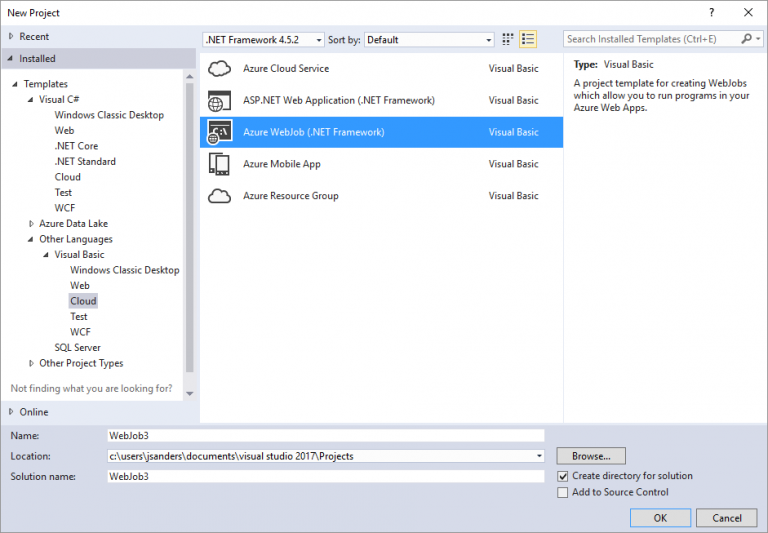 New Project
?
Recent
Installed
Templates
Visual C#
Windows Classic Desktop
Web
.NET Core
.NET Standard
Cloud
Test
WCF
Azure Data Lake
Other Languages
Visual Basic
Windows Classic Desktop
Web
Cloud
Test
WCF
SQL Server
Other Project Types
Not finding what you are looking for?
Online
.NET Framework 4.5.2 Sort by: Default
Azure Cloud Service Visual Basic
ASP.NET Web Application (.NET Framework) Visual Basic
C:\ Azure WebJob (.NET Framework) Visual Basic
Azure Mobile App Visual Basic
Azure Resource Group Visual Basic
Search Installed Templates (Ctrl+E)
Type: Visual Basic
A project template for creating WebJobs
which allow you to run programs in your
Azure Web Apps.
Name: WebJob3
Location: c:\users\jsanders\documents\visual studio 2017\Projects
Browse...
Solution name: WebJob3
Create directory for solution
Add to Source Control
OK Cancel